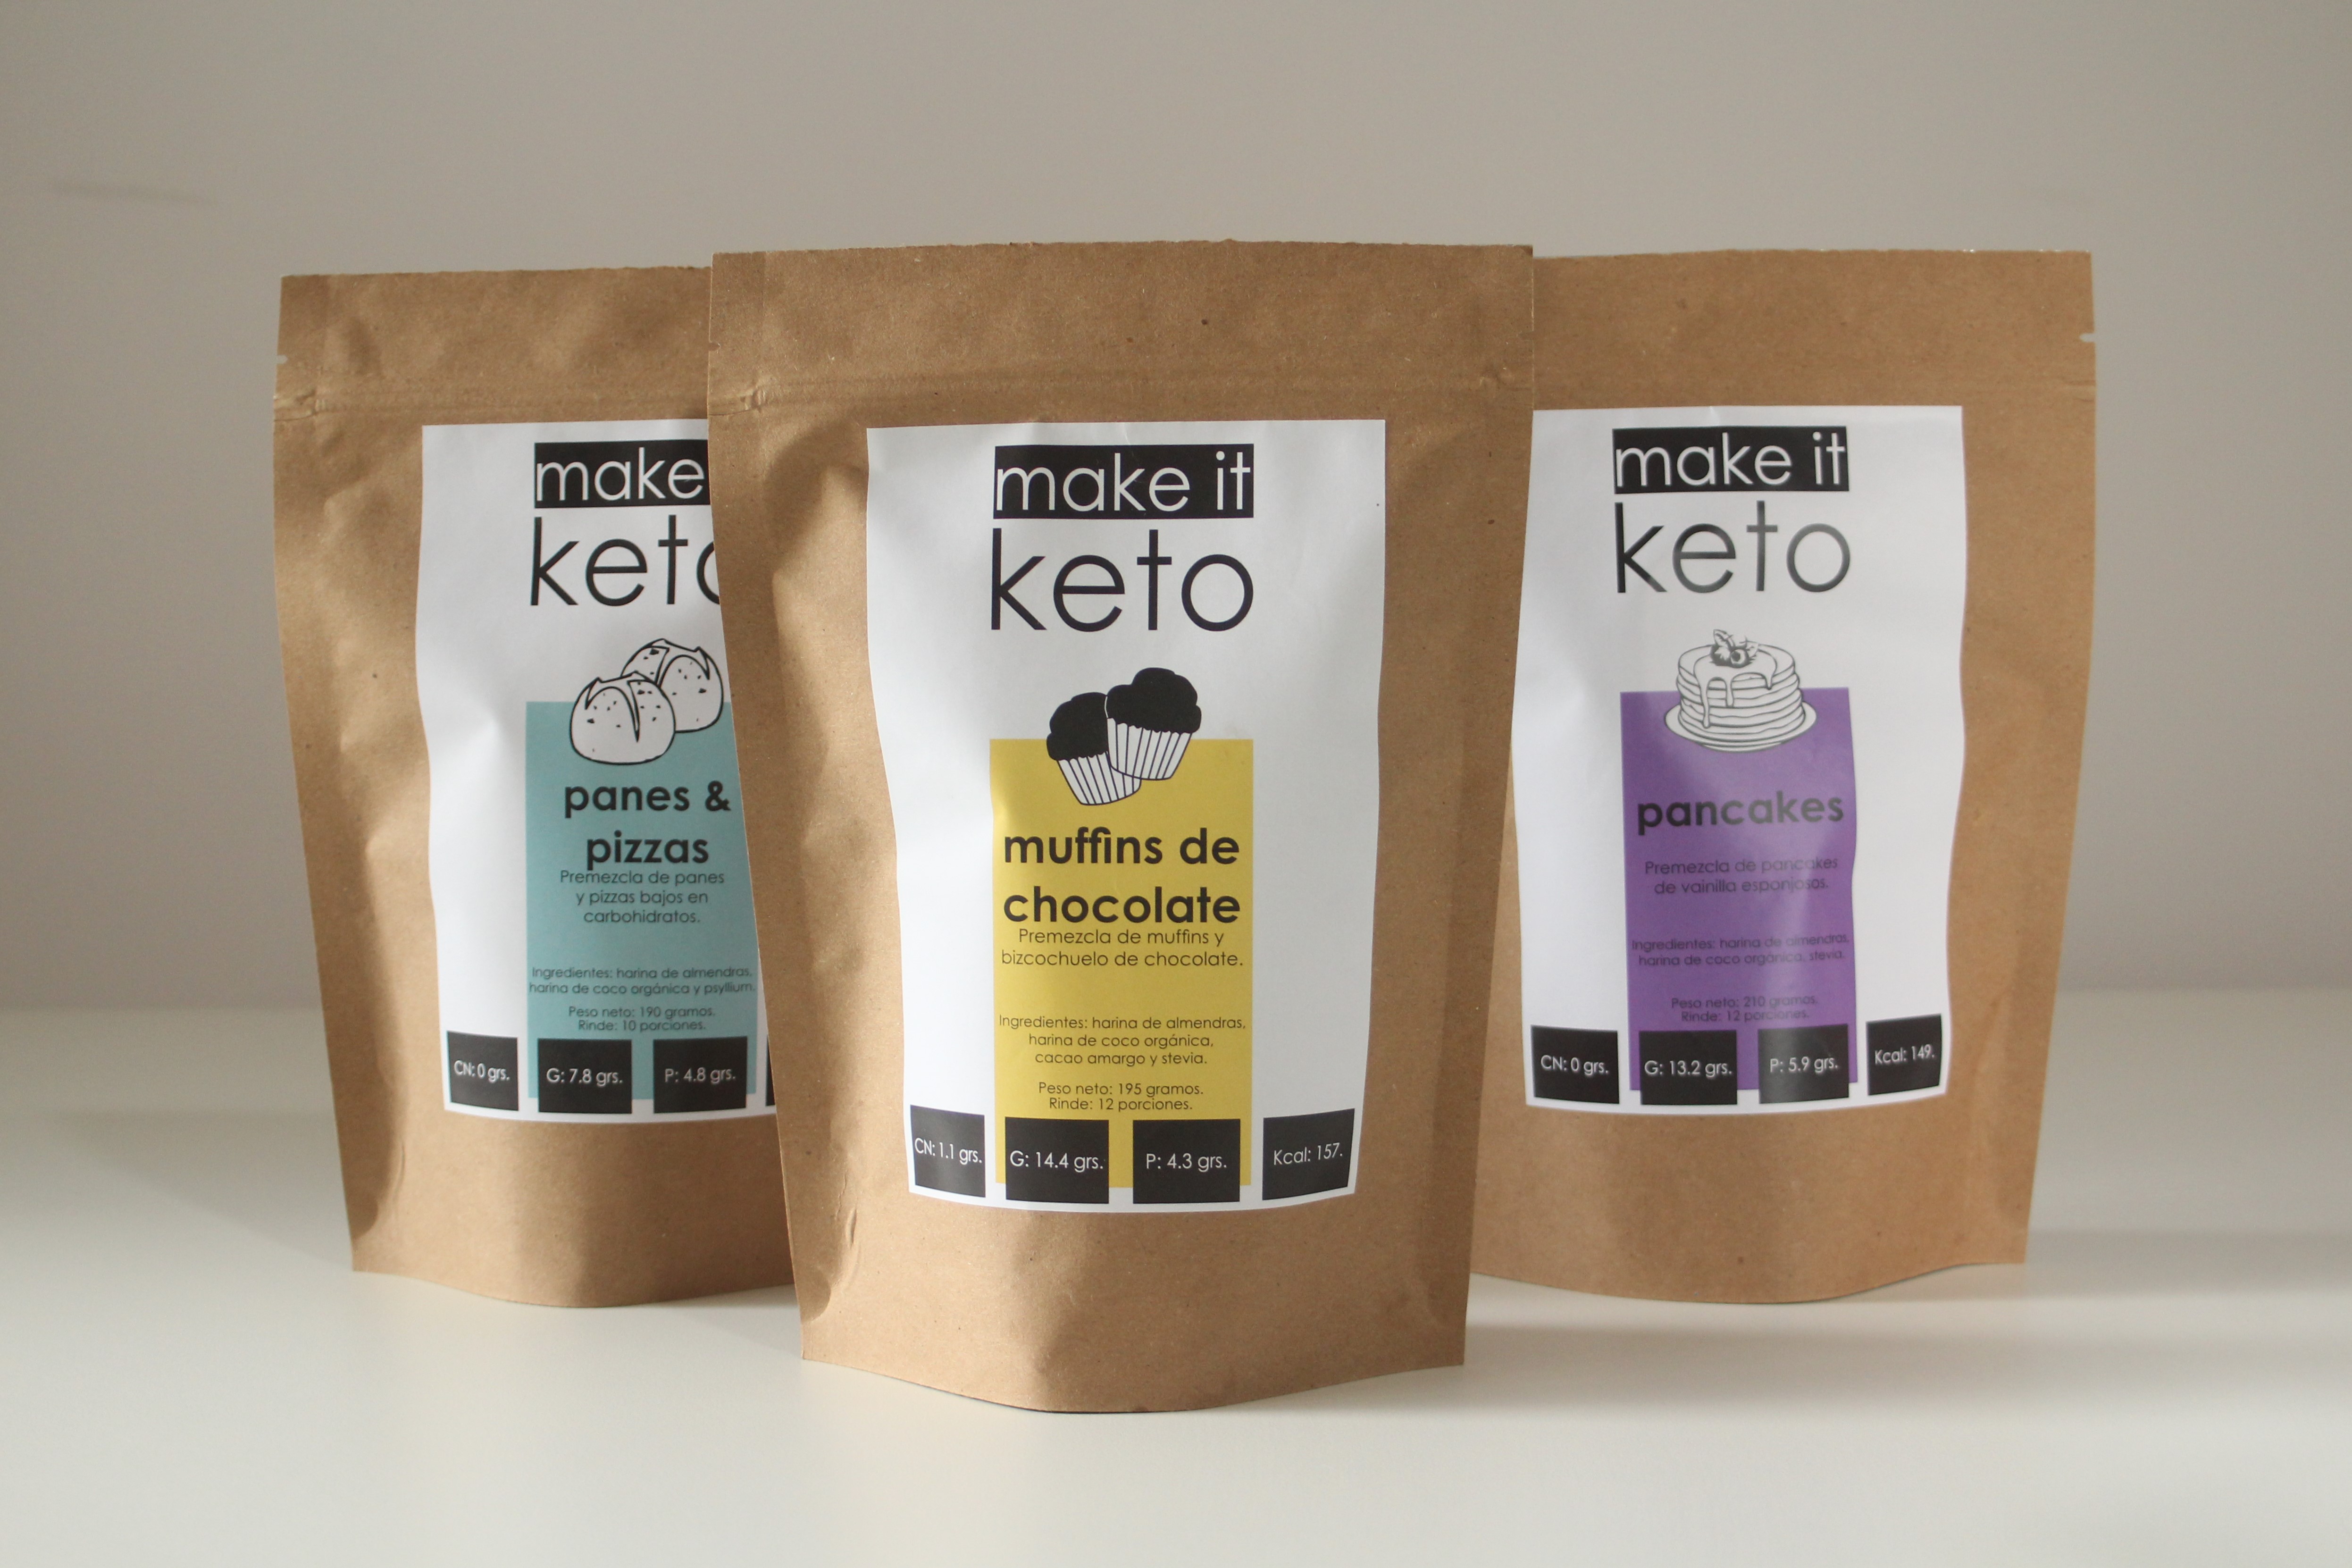 make
keto
panes &
pizzas
Premezcla de panes
y pizzas bajos en
carbohidratos.
Ingredientes: harina de almendras,
harina de coco orgánica y psyllium.
Peso neto: 190 gramos.
Rinde: 10 porciones.
CN: 0 grs.
G: 7.8 grs.
P: 4.8 grs.
make it
keto
muffins de
chocolate
Premezcla de muffins y
bizcochuelo de chocolate.
Ingredientes: harina de almendras,
harina de coco orgánica,
cacao amargo y stevia.
Peso neto: 195 gramos.
Rinde: 12 porciones.
CN: 1.1 grs.
G: 14.4 grs.
P: 4.3 grs.
Kcal: 157.
make it
keto
pancakes
Premezcla de pancakes
de vainilla esponjosos.
Ingredientes: harina de almendras,
harina de coco orgánica, stevia.
Peso neto: 210 gramos.
Rinde: 12 porciones.
CN: 0 grs.
G: 13.2 grs.
P: 5.9 grs.
Kcal: 149.